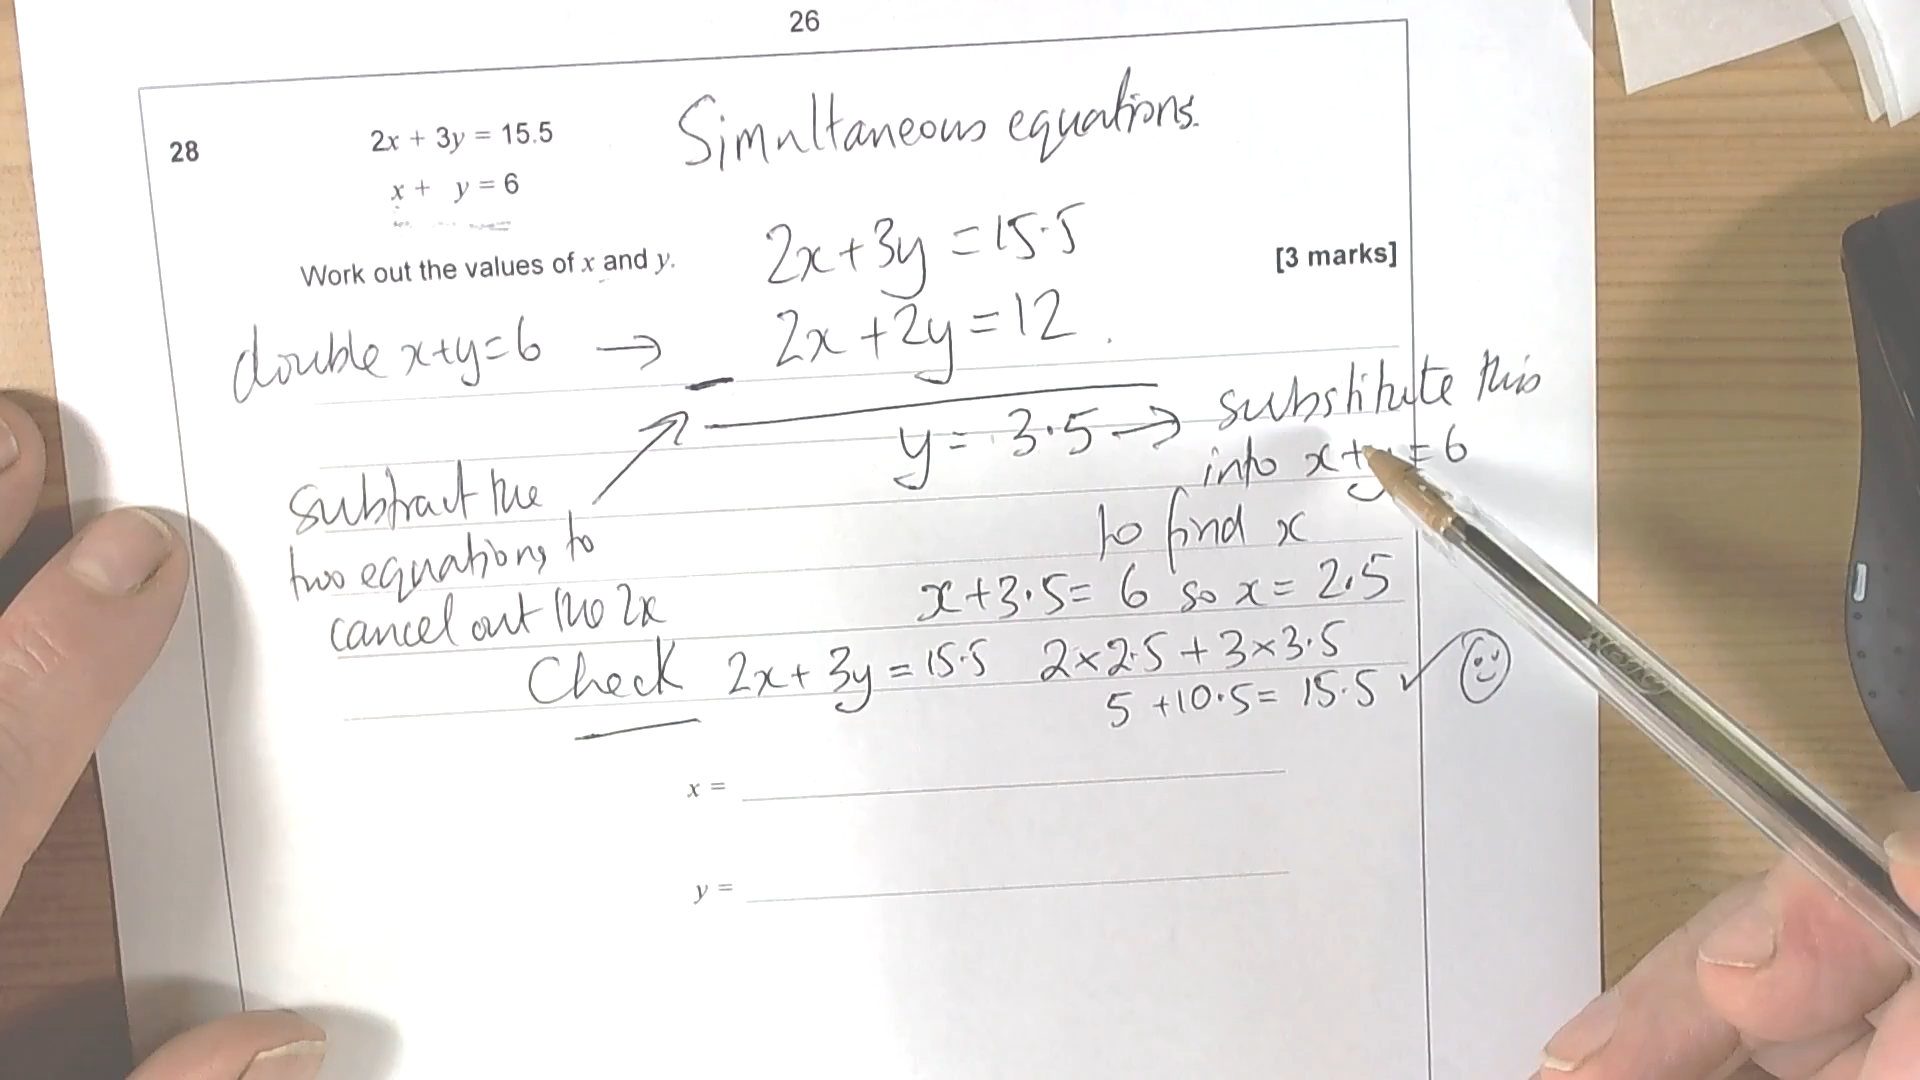 26
28
2x + 3y = 15.5
x + y = 6
Simultaneous equations.
Work out the values of x and y.
[3 marks]
2x+3y=15.5
double x+y=6 → 2x+2y=12.
y = 3.5 → substitute this
into x+y=6
to find x
subtract the
two equations to
cancel out the 2x
x+3.5= 6 so x= 2.5
Check 2x+3y=15.5 2×2.5+3×3.5
5 +10.5= 15.5 ✓
x =
y =